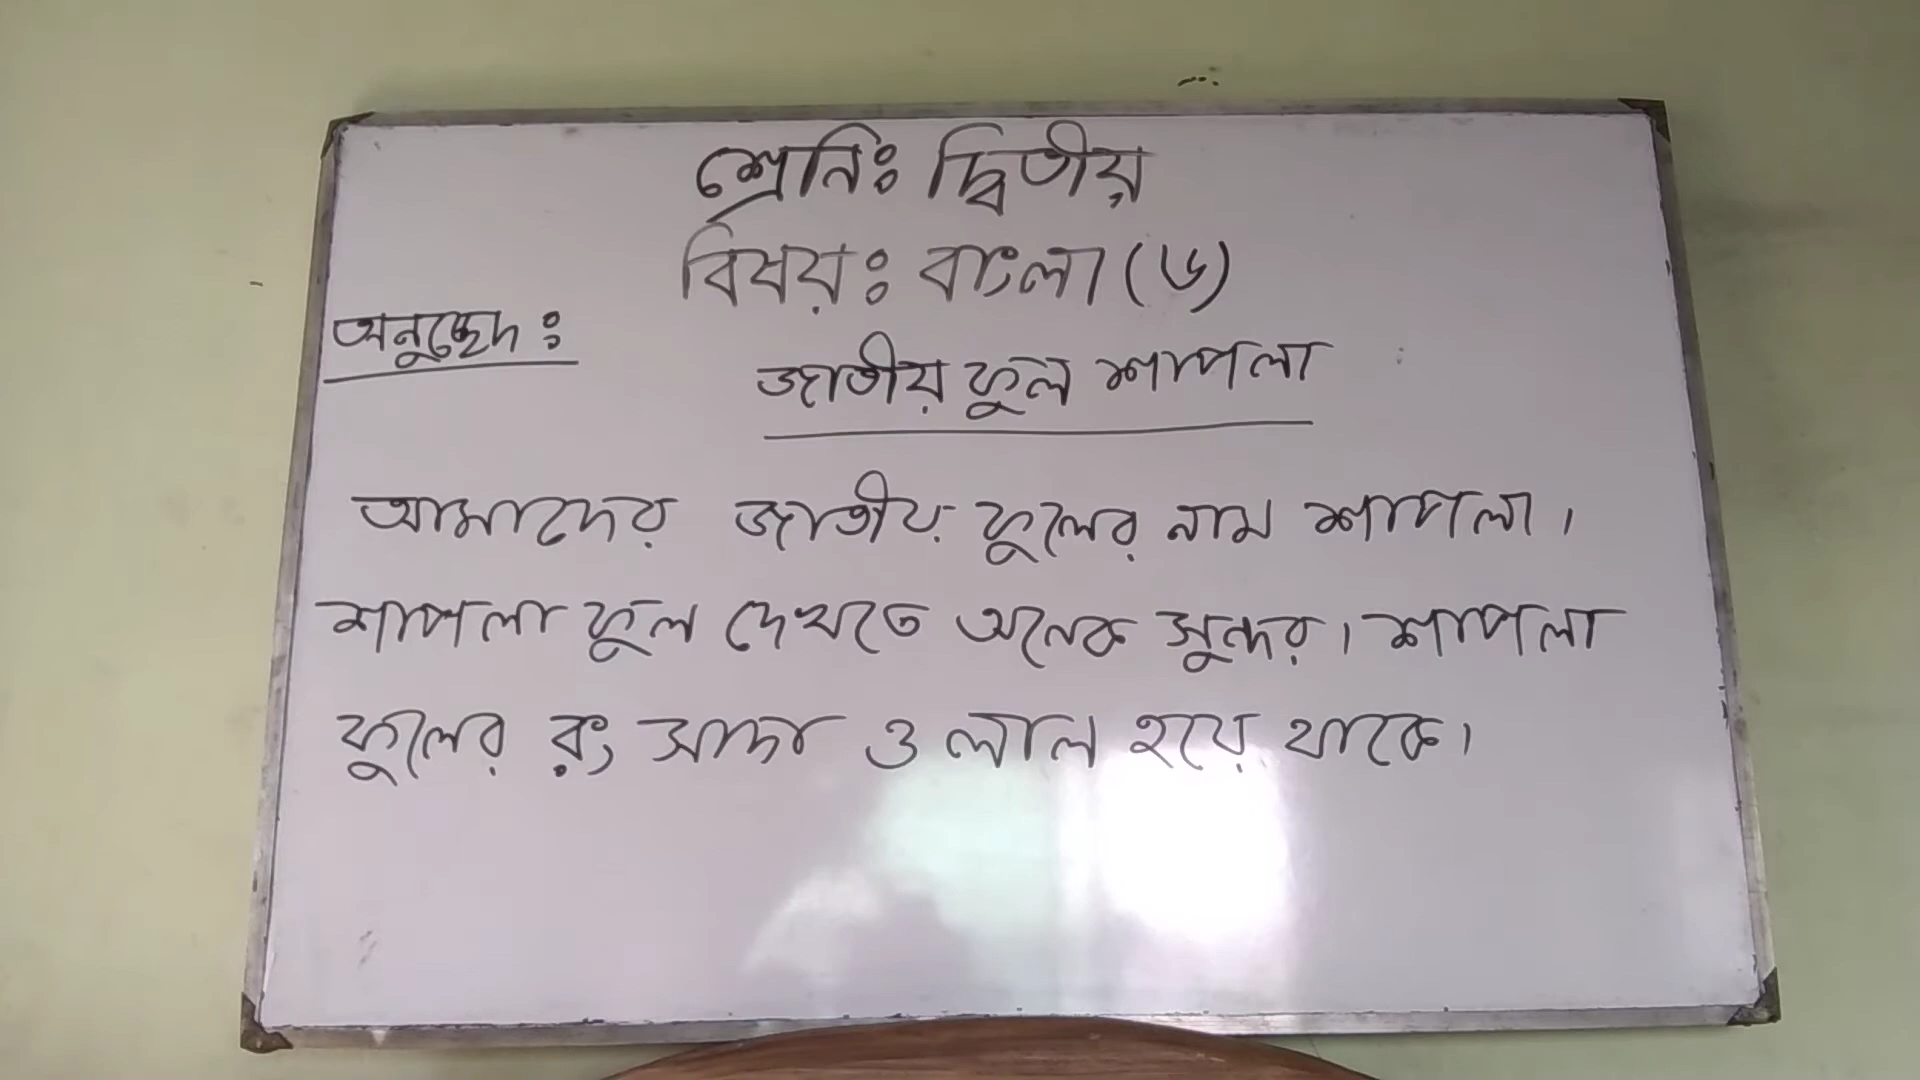 শ্রেনিঃ দ্বিতীয়
বিষয়ঃ বাংলা (৬)
অনুচ্ছেদঃ
জাতীয় ফুল শাপলা
আমাদের জাতীয় ফুলের নাম শাপলা।
শাপলা ফুল দেখতে অনেক সুন্দর। শাপলা
ফুলের রং সাদা ও লাল হয়ে থাকে।